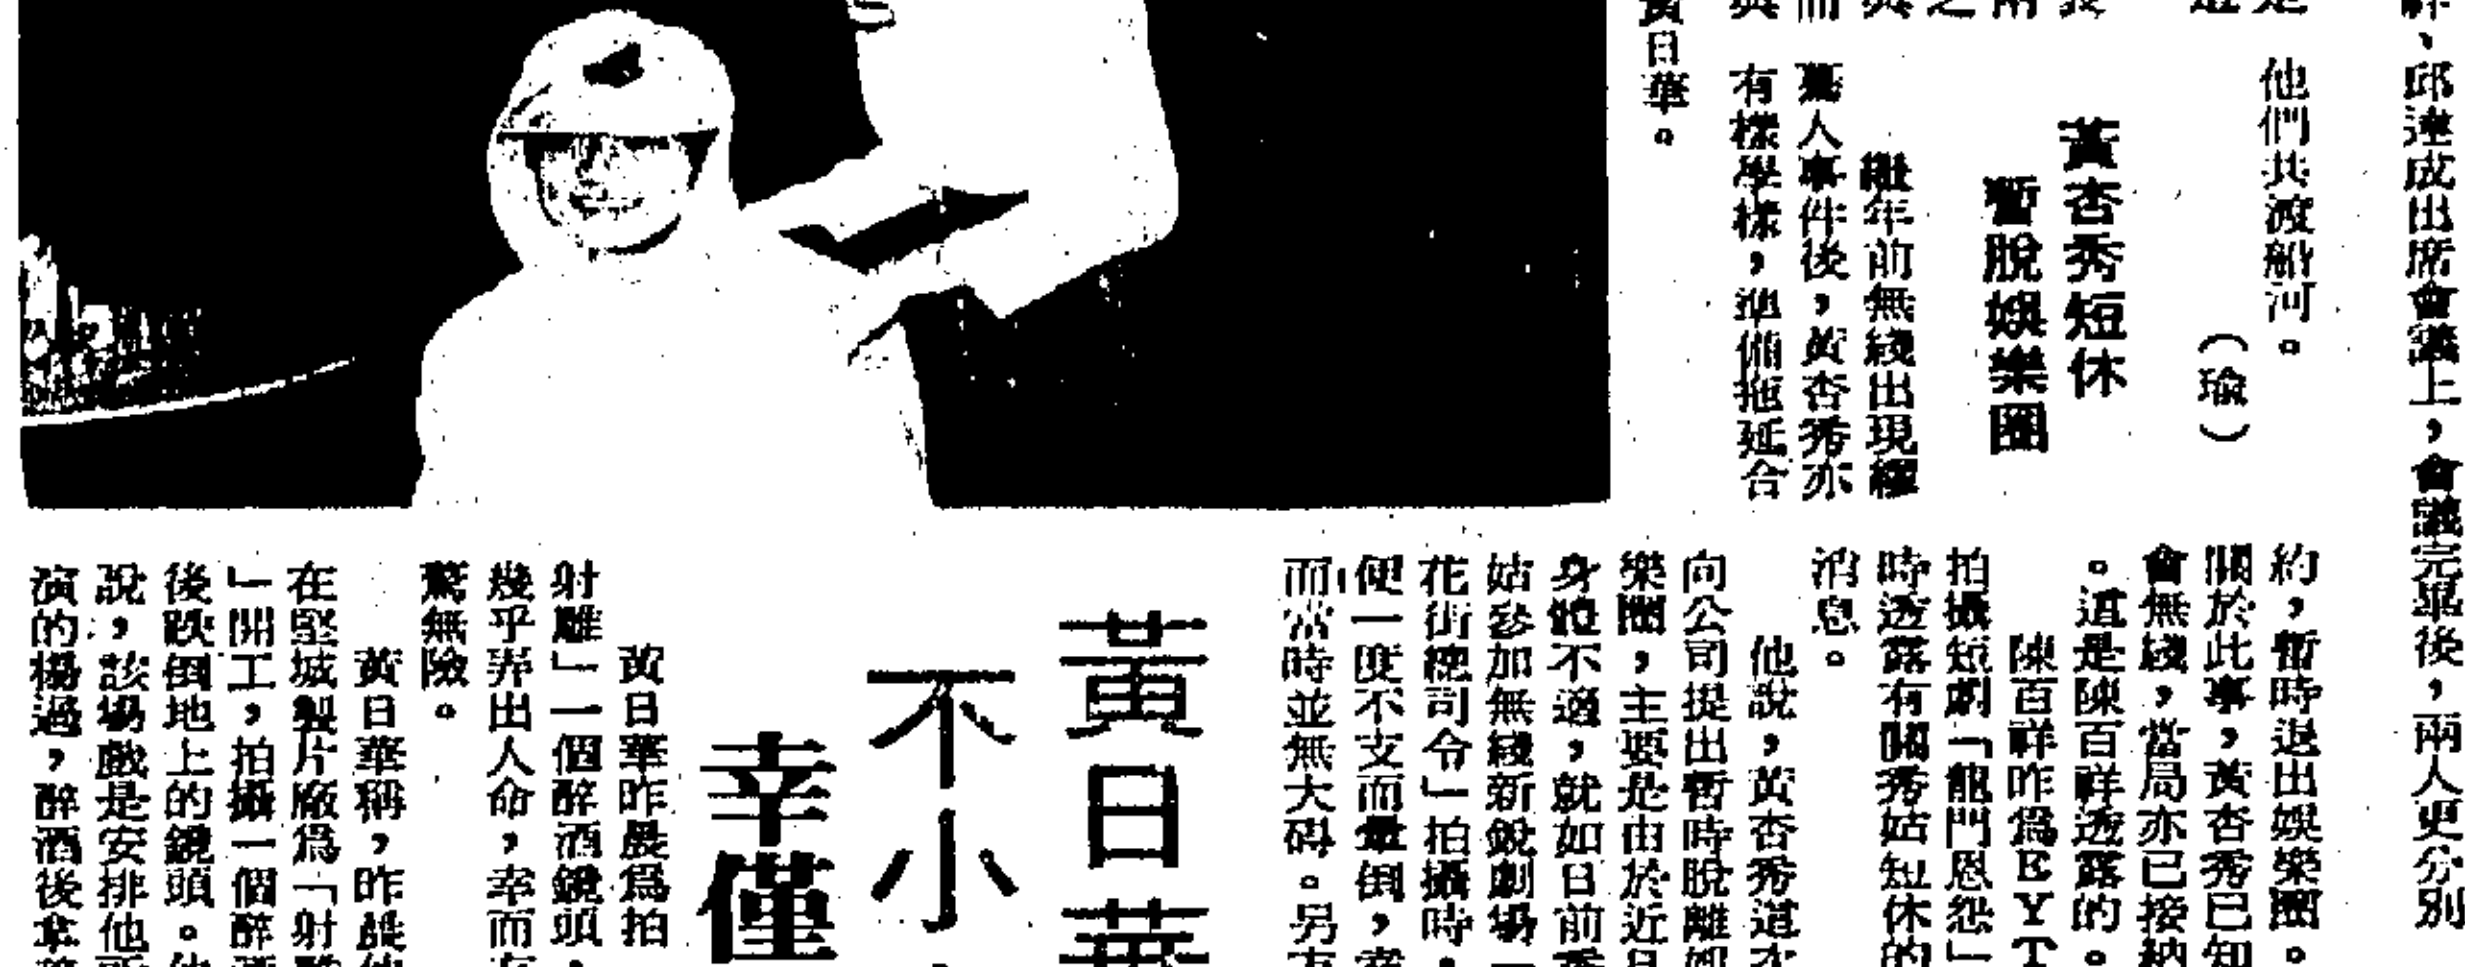 醉、邱達成出席會議上，會議完畢後，兩人更分別
他們共渡船河。
（瑜）
黃杏秀短休
暫脫娛樂圈
繼年前無綫出現繆
騫人事件後，黃杏秀亦
有樣學樣，準備拖延合
約，暫時退出娛樂圈。
關於此事，黃杏秀已知
會無綫，當局亦已接納
。這是陳百祥透露的。
陳百祥昨爲EYT
拍攝短劇「龍門恩怨」
時透露有關秀姑短休的
消息。
他說，黃杏秀這次
向公司提出暫時脫離娛
樂圈，主要是由於近日
身體不適，就如日前秀
姑參加無綫新銳劇場「
花街總司令」拍攝時，
便一度不支而暈倒，幸
而當時並無大碍。另方
黃日華。
黃日華
不小
幸僅
黃日華昨晨爲拍
射雕」一個醉酒鏡頭，
幾乎弄出人命，幸而有
驚無險。
黃日華稱，昨晨他
在堅坡製片廠爲「射雕
」開工，拍攝一個醉酒
後跌倒地上的鏡頭。他
說，該場戲是安排他所
演的楊過，醉酒後拿